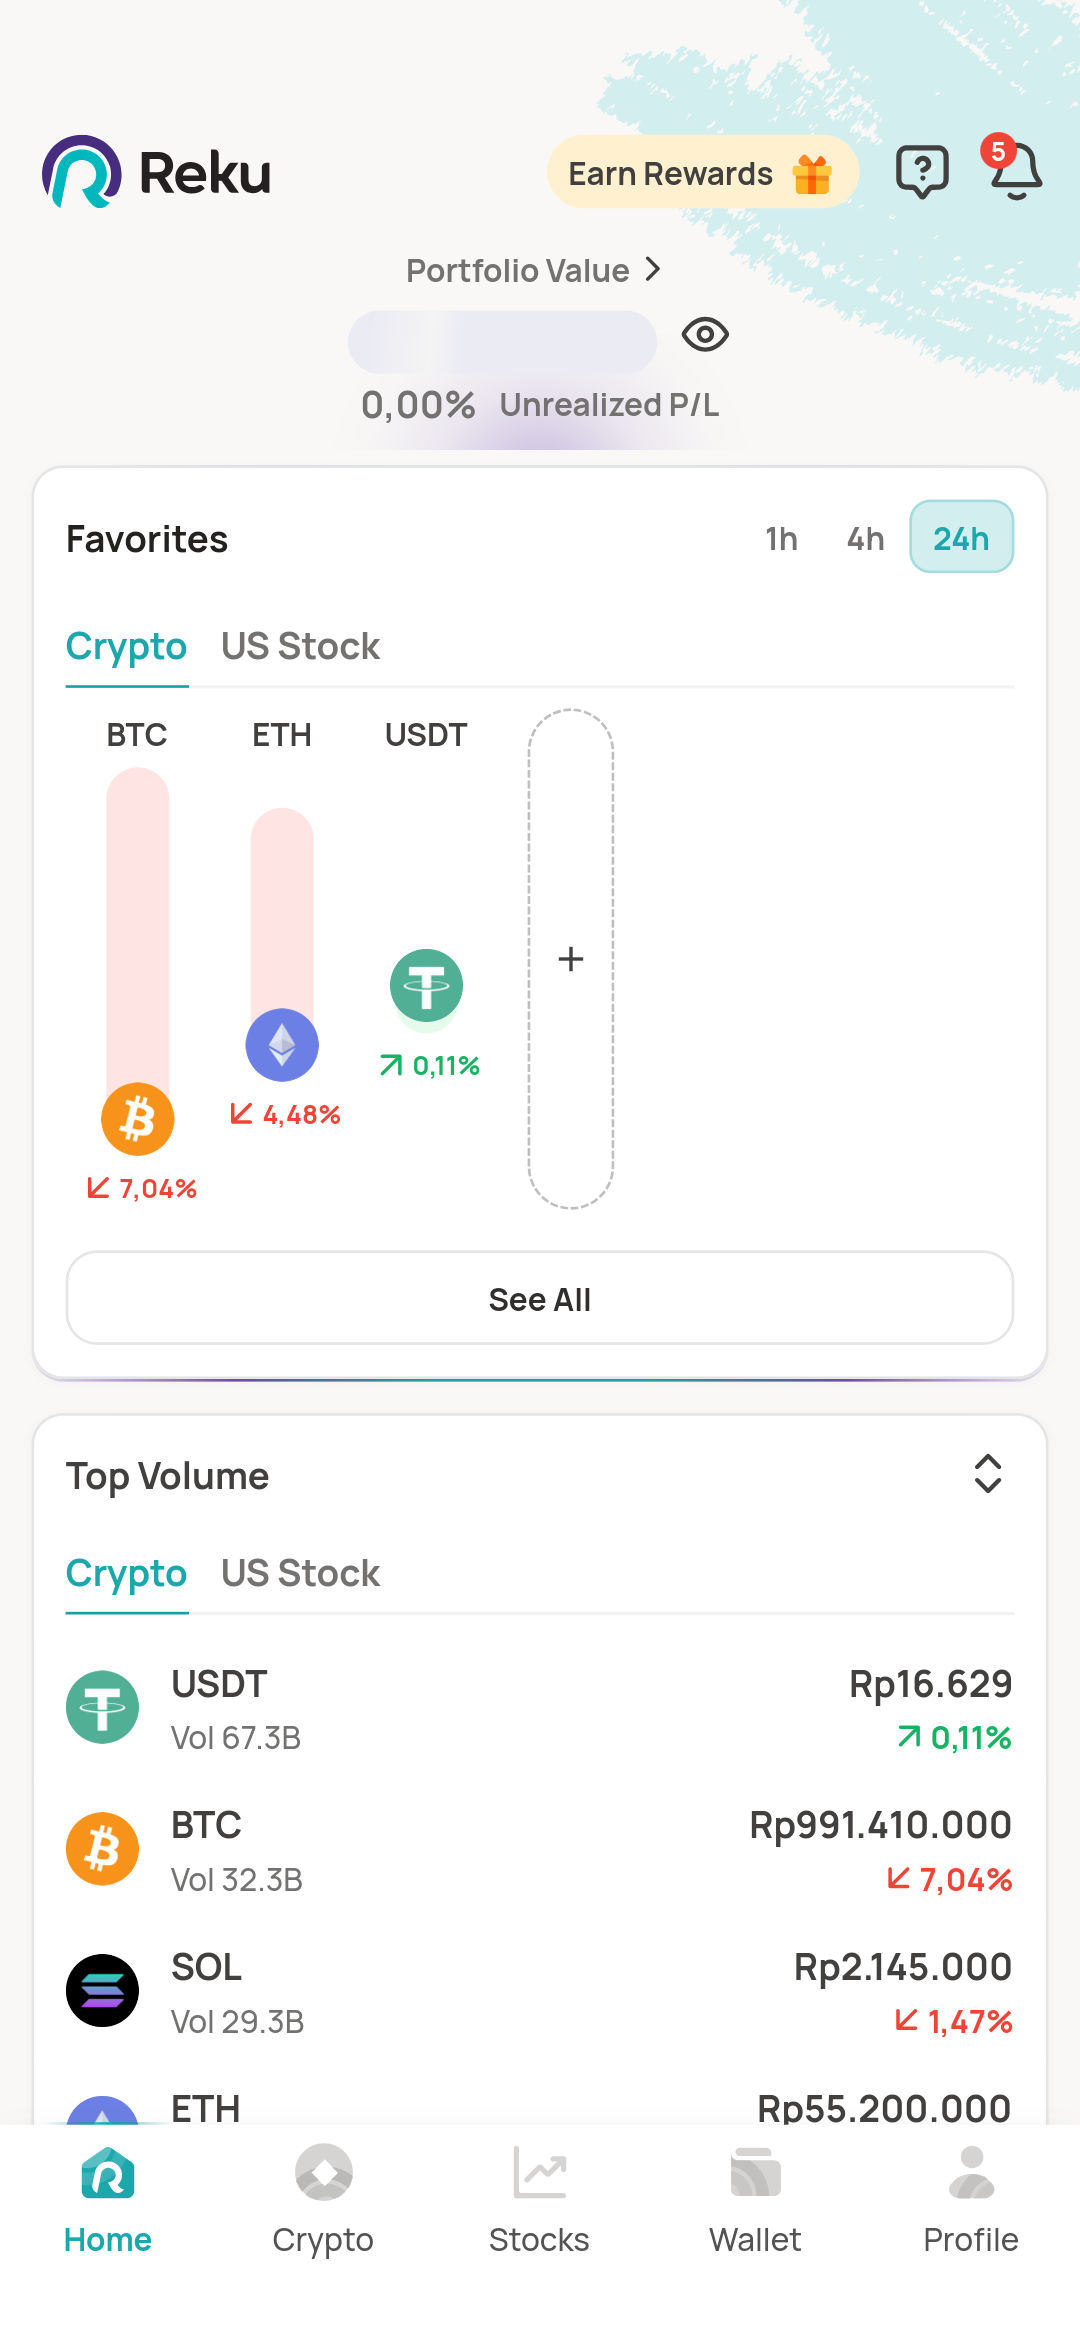 Reku
Earn Rewards
5
Portfolio Value
0,00% Unrealized P/L
Favorites
1h 4h 24h
Crypto US Stock
BTC ETH USDT
0,11%
4,48%
7,04%
See All
Top Volume
Crypto US Stock
USDT Rp16.629
Vol 67.3B 0,11%
BTC Rp991.410.000
Vol 32.3B 7,04%
SOL Rp2.145.000
Vol 29.3B 1,47%
ETH Rp55.200.000
Home Crypto Stocks Wallet Profile